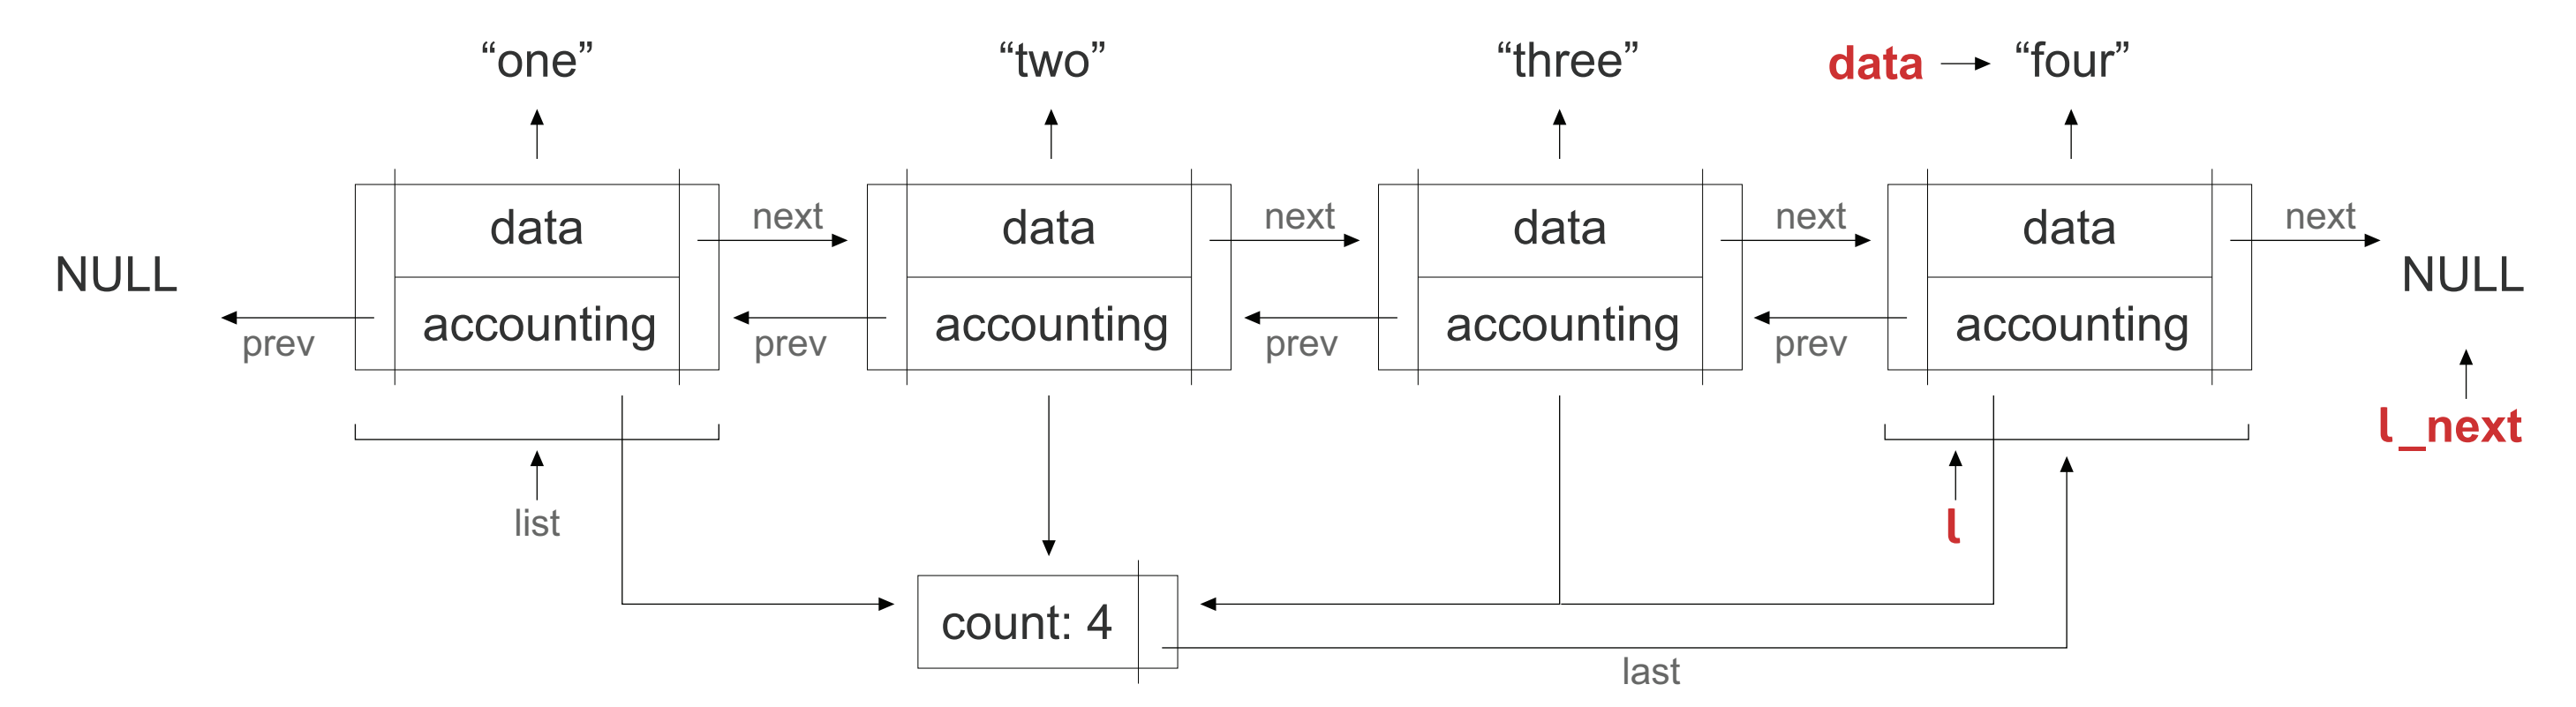 “one” “two” “three” data “four”
data data data data
next next next next
NULL NULL
accounting accounting accounting accounting
prev prev prev prev
l_next
list l
count: 4
last